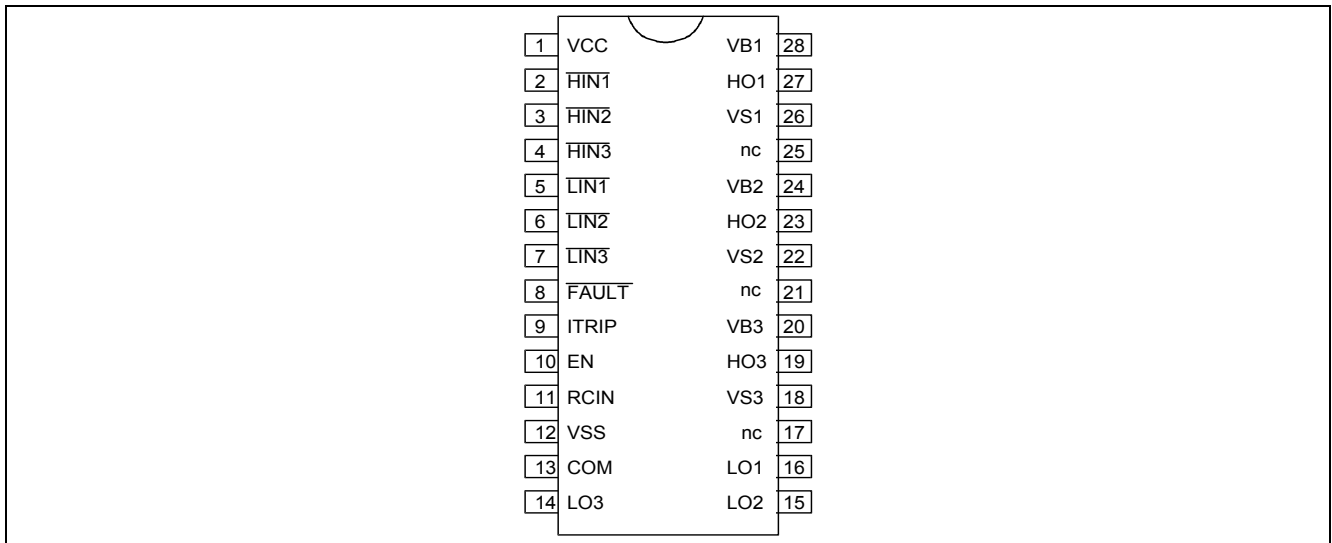 1 VCC VB1 28
2 HIN1 HO1 27
3 HIN2 VS1 26
4 HIN3 nc 25
5 LIN1 VB2 24
6 LIN2 HO2 23
7 LIN3 VS2 22
8 FAULT nc 21
9 ITRIP VB3 20
10 EN HO3 19
11 RCIN VS3 18
12 VSS nc 17
13 COM LO1 16
14 LO3 LO2 15